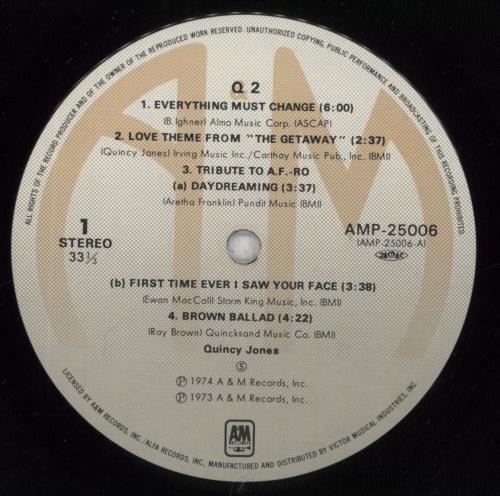 ALL RIGHTS OF THE RECORD PRODUCER AND OF THE OWNER OF THE REPRODUCED WORK RESERVED. UNAUTHORIZED COPYING, PUBLIC PERFORMANCE AND BROADCASTING OF THIS RECORDING PROHIBITED.
Q 2
1. EVERYTHING MUST CHANGE (6:00)
(B. Ighner) Almo Music Corp. (ASCAP)
2. LOVE THEME FROM "THE GETAWAY" (2:37)
(Quincy Jones) Irving Music Inc./Carthay Music Pub., Inc. (BMI)
3. TRIBUTE TO A.F.-RO
(a) DAYDREAMING (3:37)
(Aretha Franklin) Pundit Music (BMI)
1
STEREO
33⅓
AMP-25006
(AMP-25006-A)
(b) FIRST TIME EVER I SAW YOUR FACE (3:38)
(Ewan MacCall) Storm King Music, Inc. (BMI)
4. BROWN BALLAD (4:22)
(Ray Brown) Quincksand Music Co. (BMI)
Quincy Jones
Ⓢ
Ⓟ 1974 A & M Records, Inc.
Ⓟ 1973 A & M Records, Inc.
A&M
RECORDS
LICENSED BY A&M RECORDS, INC./ALFA RECORDS, INC., MANUFACTURED AND DISTRIBUTED BY VICTOR MUSICAL INDUSTRIES, INC.